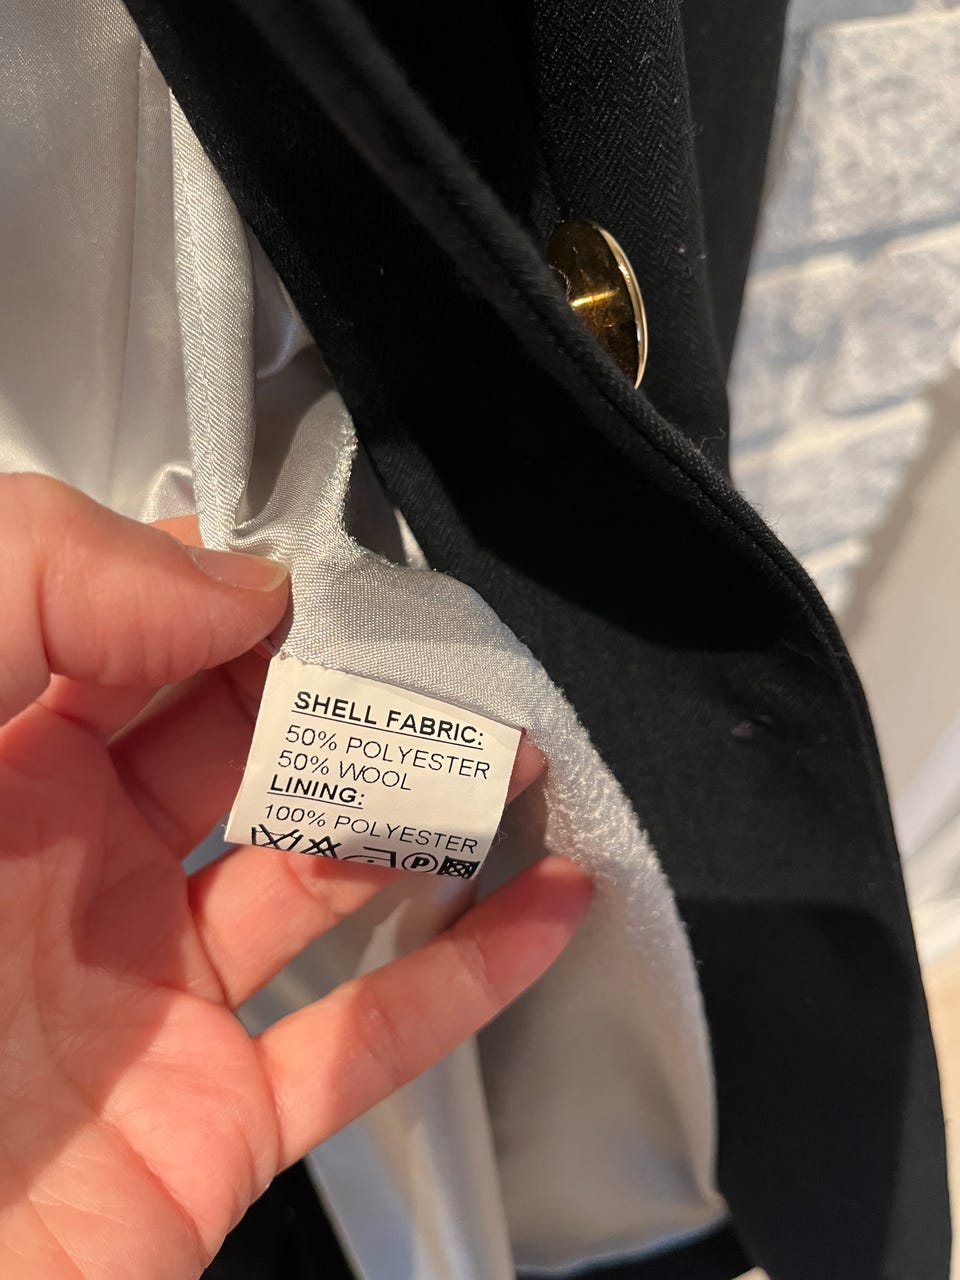 SHELL FABRIC:
50% POLYESTER
50% WOOL
LINING:
100% POLYESTER
P